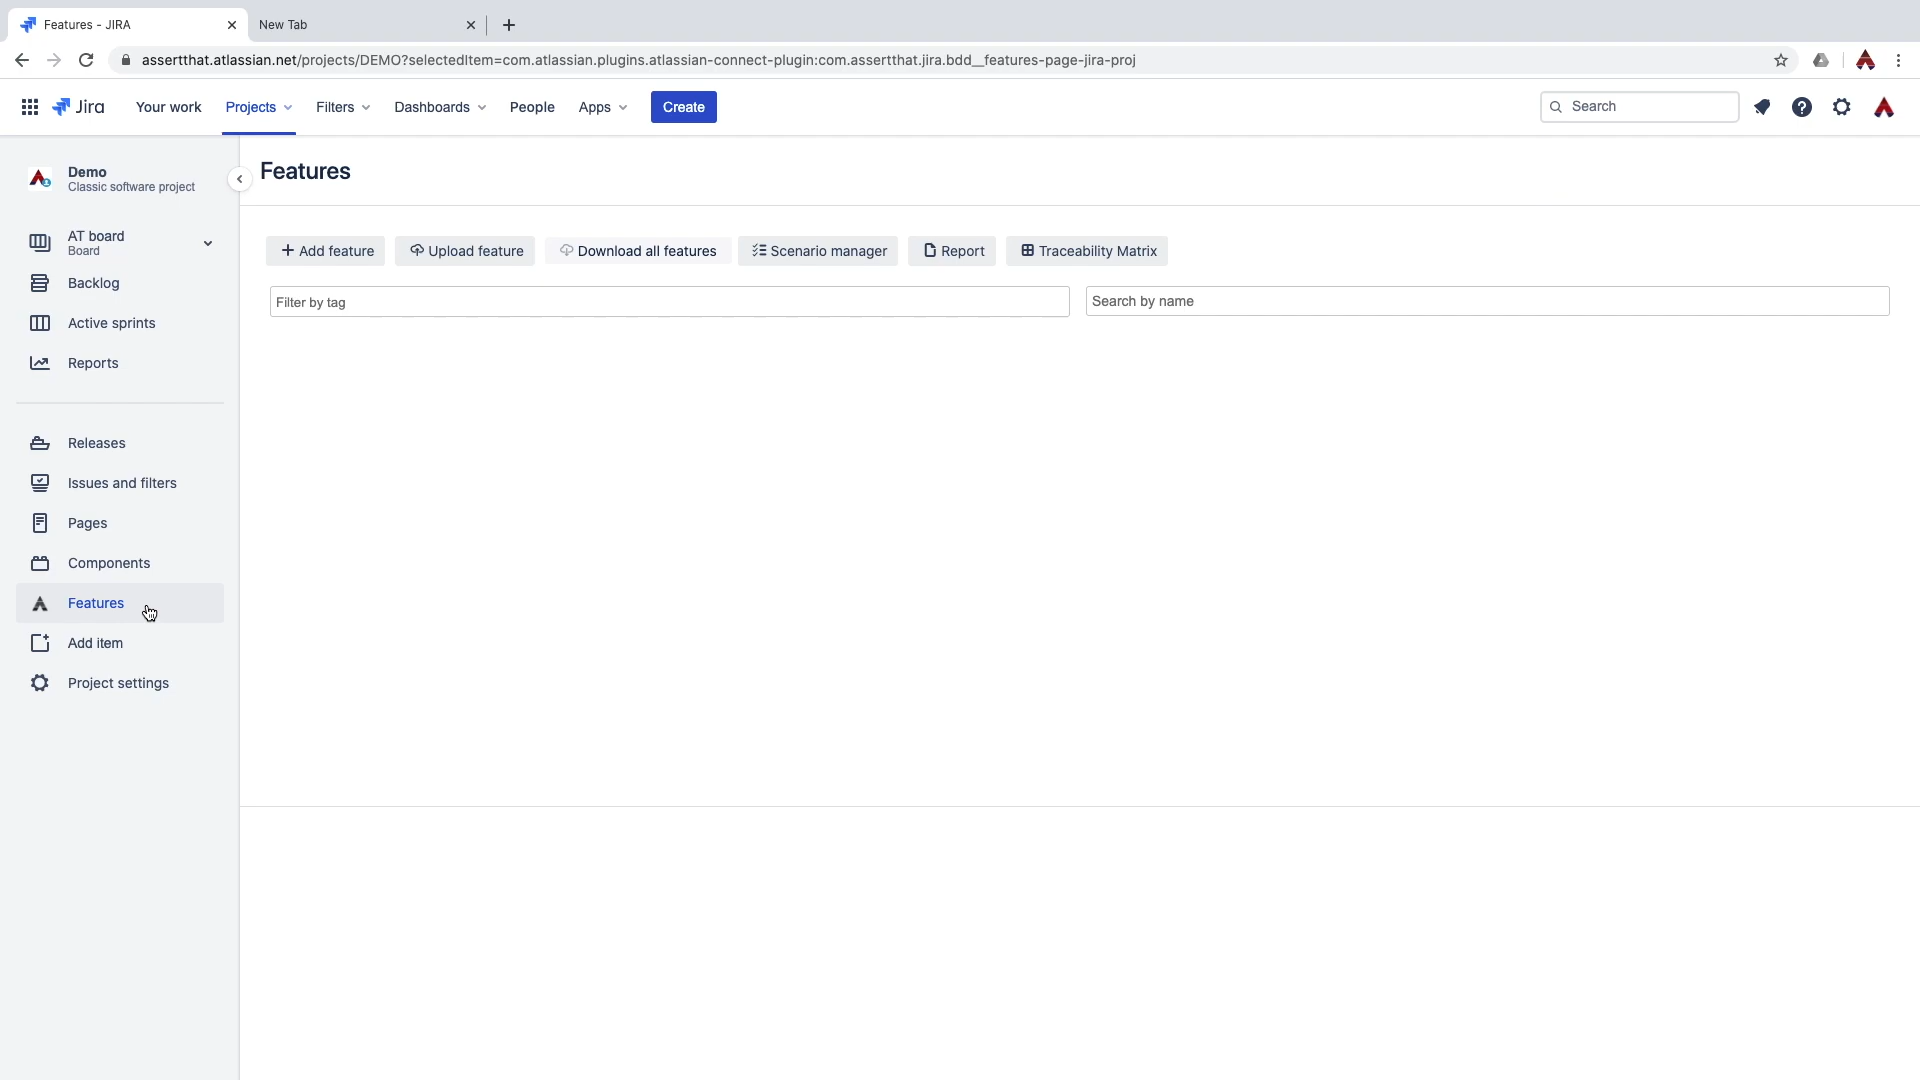 Features - JIRA
New Tab
assertthat.atlassian.net/projects/DEMO?selectedItem=com.atlassian.plugins.atlassian-connect-plugin:com.assertthat.jira.bdd__features-page-jira-proj
Jira
Your work
Projects
Filters
Dashboards
People
Apps
Create
Search
Demo
Classic software project
AT board
Board
Backlog
Active sprints
Reports
Releases
Issues and filters
Pages
Components
Features
Add item
Project settings
Features
Add feature
Upload feature
Download all features
Scenario manager
Report
Traceability Matrix
Filter by tag
Search by name